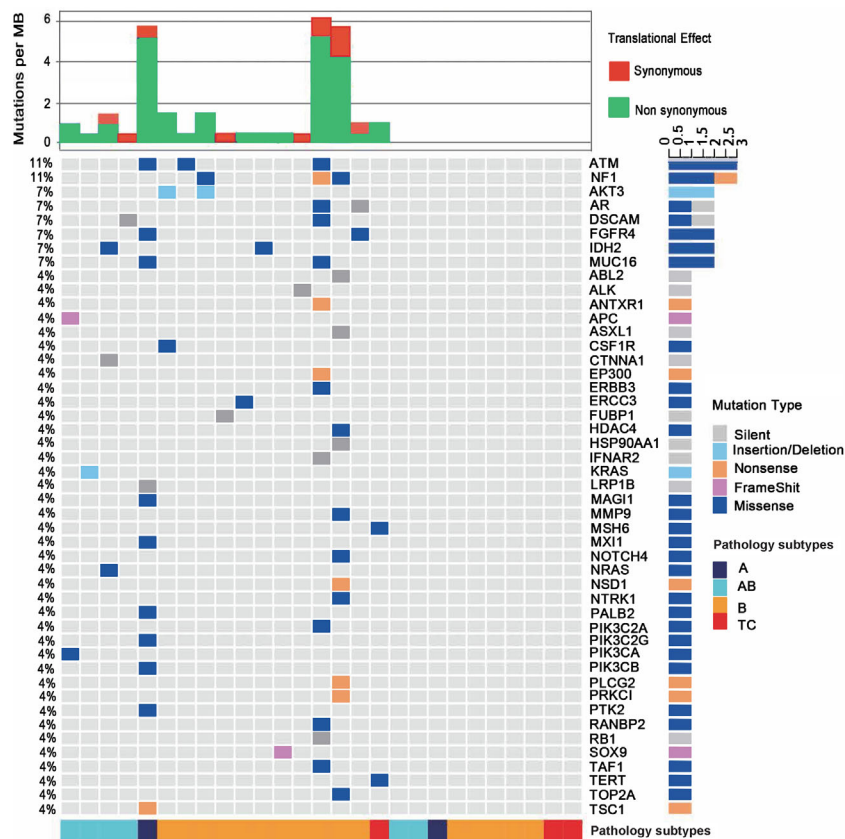 Mutations per MB
6
4
2
0
Translational Effect
Synonymous
Non synonymous
0
0.5
1
1.5
2
2.5
3
11% ATM
11% NF1
7% AKT3
7% AR
7% DSCAM
7% FGFR4
7% IDH2
7% MUC16
4% ABL2
4% ALK
4% ANTXR1
4% APC
4% ASXL1
4% CSF1R
4% CTNNA1
4% EP300
4% ERBB3
4% ERCC3
4% FUBP1
4% HDAC4
4% HSP90AA1
4% IFNAR2
4% KRAS
4% LRP1B
4% MAGI1
4% MMP9
4% MSH6
4% MXI1
4% NOTCH4
4% NRAS
4% NSD1
4% NTRK1
4% PALB2
4% PIK3C2A
4% PIK3C2G
4% PIK3CA
4% PIK3CB
4% PLCG2
4% PRKCI
4% PTK2
4% RANBP2
4% RB1
4% SOX9
4% TAF1
4% TERT
4% TOP2A
4% TSC1
Mutation Type
Silent
Insertion/Deletion
Nonsense
FrameShit
Missense
Pathology subtypes
A
AB
B
TC
Pathology subtypes